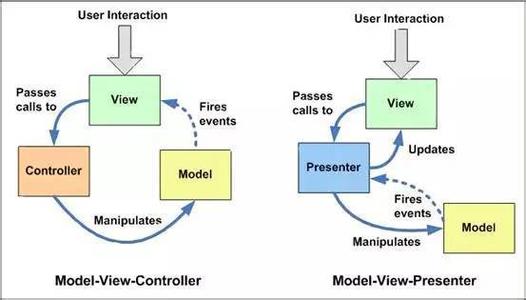 User Interaction
Passes
calls to
View
Fires
events
Controller
Model
Manipulates
Model-View-Controller
User Interaction
Passes
calls to
View
Updates
Presenter
Fires
events
Model
Manipulates
Model-View-Presenter